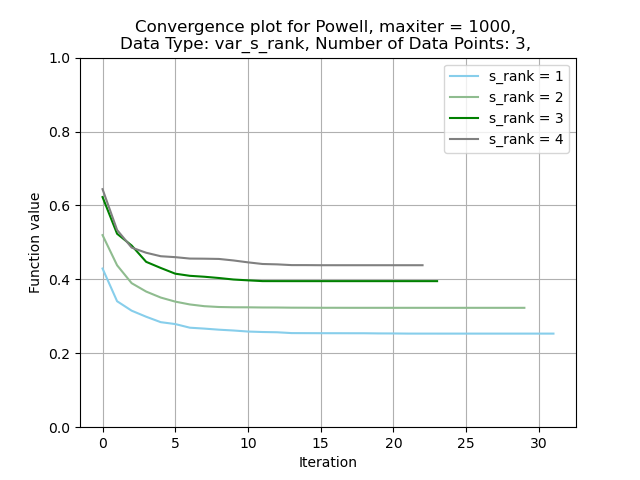 Convergence plot for Powell, maxiter = 1000,
Data Type: var_s_rank, Number of Data Points: 3,
s_rank = 1
s_rank = 2
s_rank = 3
s_rank = 4
Function value
1.0
0.8
0.6
0.4
0.2
0.0
0 5 10 15 20 25 30
Iteration